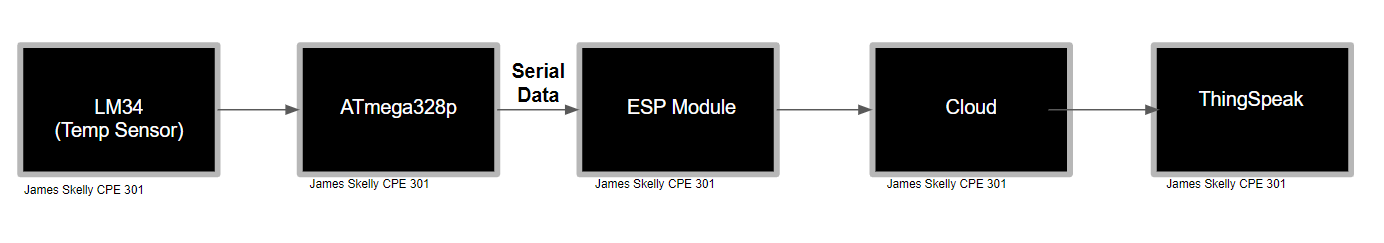 LM34
(Temp Sensor)
ATmega328p
Serial
Data
ESP Module
Cloud
ThingSpeak
James Skelly CPE 301
James Skelly CPE 301
James Skelly CPE 301
James Skelly CPE 301
James Skelly CPE 301